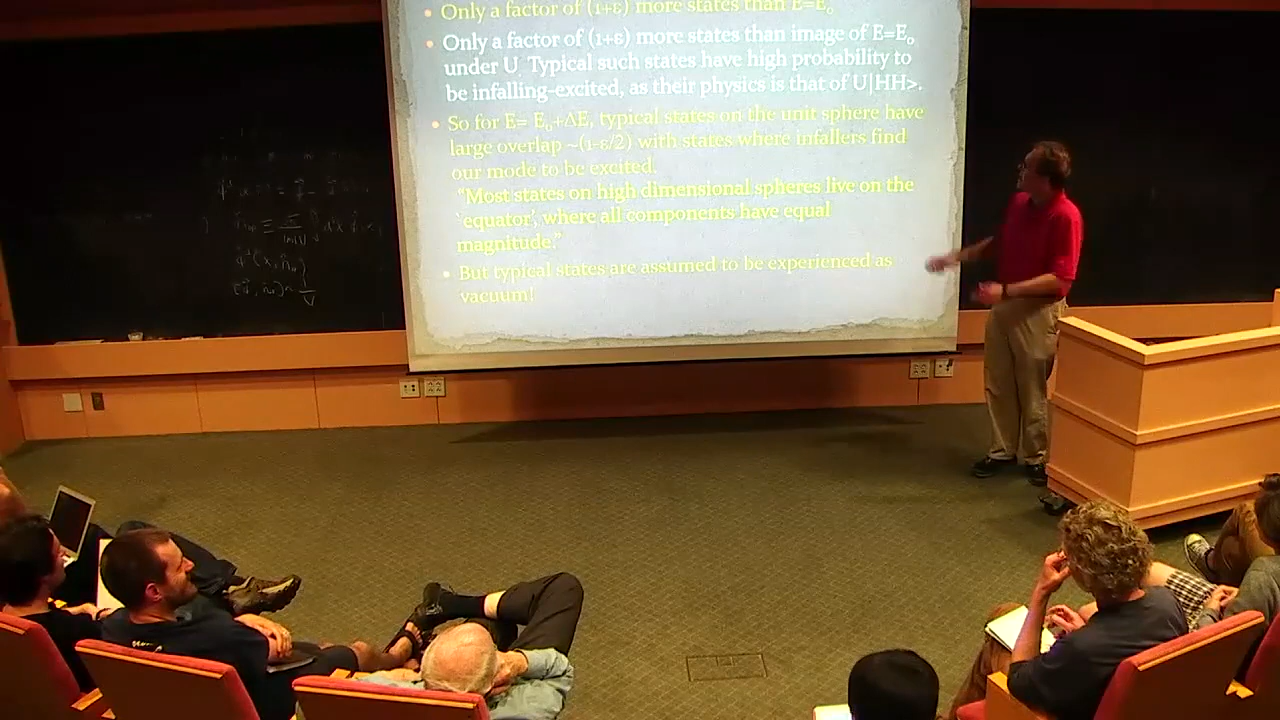 Only a factor of (1+ε) more states than E=E₀
Only a factor of (1+ε) more states than image of E=E₀
under U. Typical such states have high probability to
be infalling-excited, as their physics is that of U|HH>.
So for E= E₀+ΔE, typical states on the unit sphere have
large overlap ~(1-ε/2) with states where infallers find
our mode to be excited.
"Most states on high dimensional spheres live on the
'equator', where all components have equal
magnitude."
But typical states are assumed to be experienced as
vacuum!